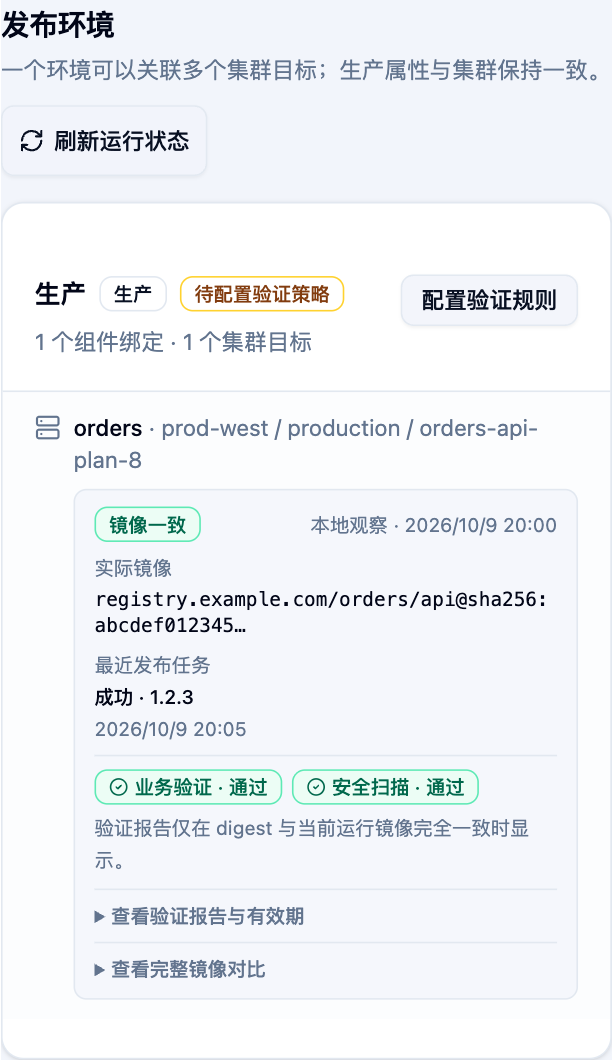 发布环境
一个环境可以关联多个集群目标；生产属性与集群保持一致。
刷新运行状态
生产 生产 待配置验证策略 配置验证规则
1 个组件绑定 · 1 个集群目标
orders · prod-west / production / orders-api-
plan-8
镜像一致 本地观察 · 2026/10/9 20:00
实际镜像
registry.example.com/orders/api@sha256:
abcdef012345…
最近发布任务
成功 · 1.2.3
2026/10/9 20:05
业务验证 · 通过 安全扫描 · 通过
验证报告仅在 digest 与当前运行镜像完全一致时显
示。
查看验证报告与有效期
查看完整镜像对比